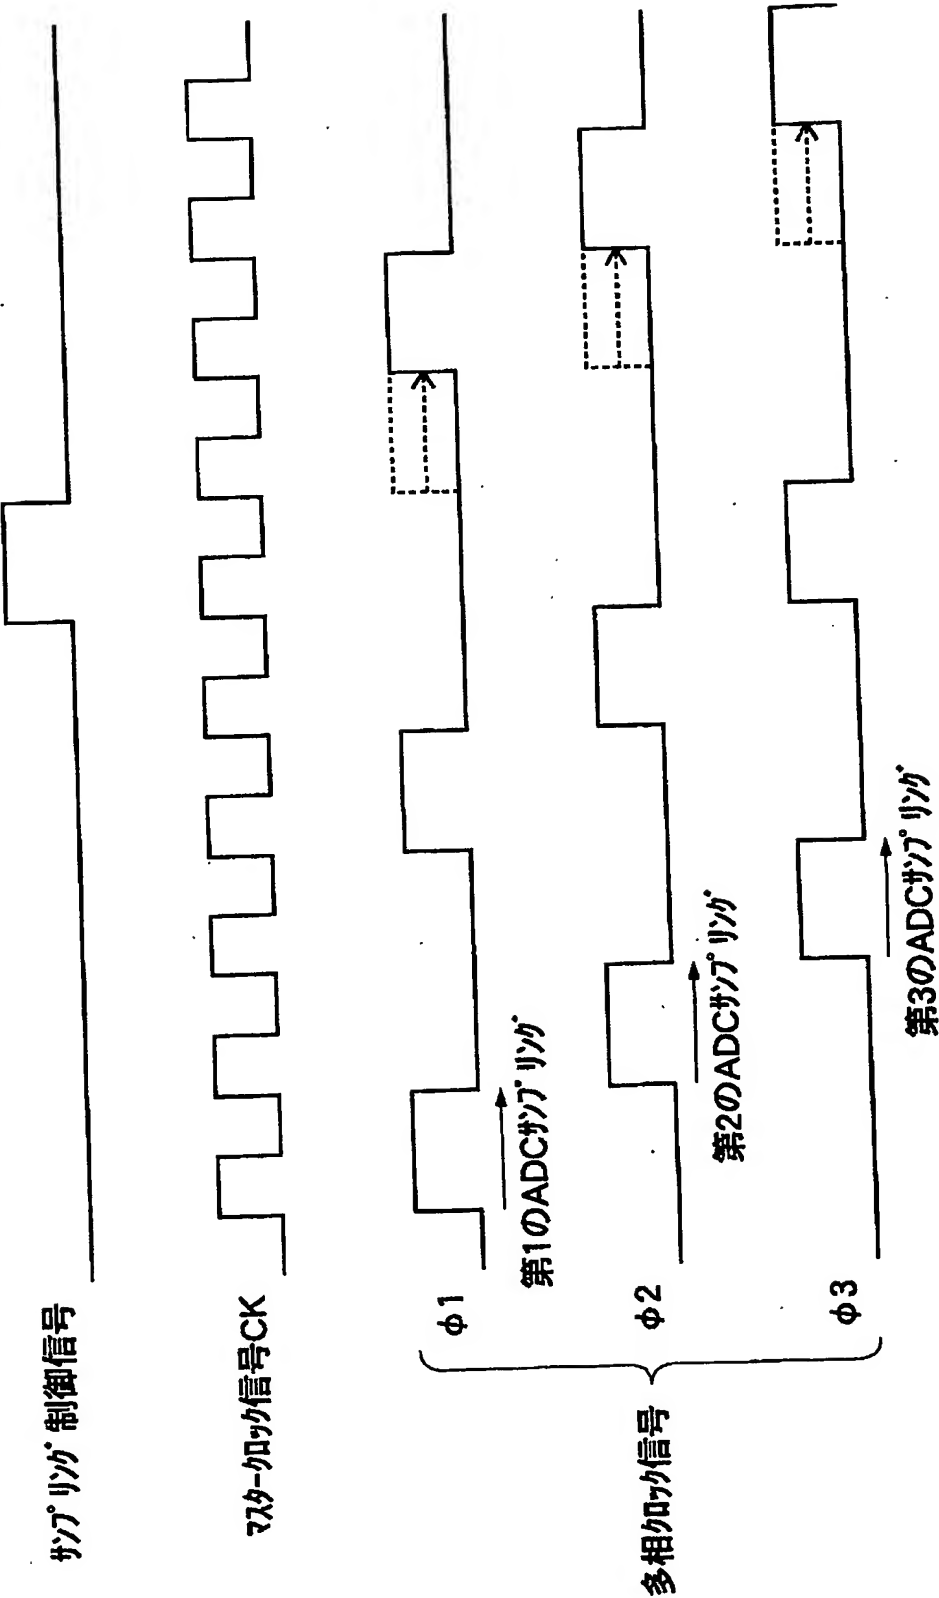 サンプリング制御信号
マスタークロック信号CK
φ1
第1のADCサンプリング
φ2
第2のADCサンプリング
φ3
第3のADCサンプリング
多相クロック信号